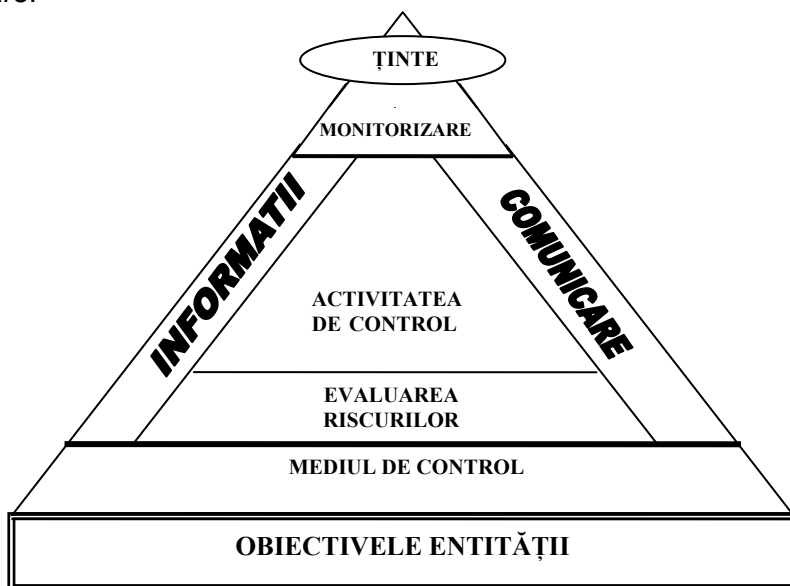 ȚINTE
MONITORIZARE
INFORMATII
COMUNICARE
ACTIVITATEA
DE CONTROL
EVALUAREA
RISCURILOR
MEDIUL DE CONTROL
OBIECTIVELE ENTITĂȚII